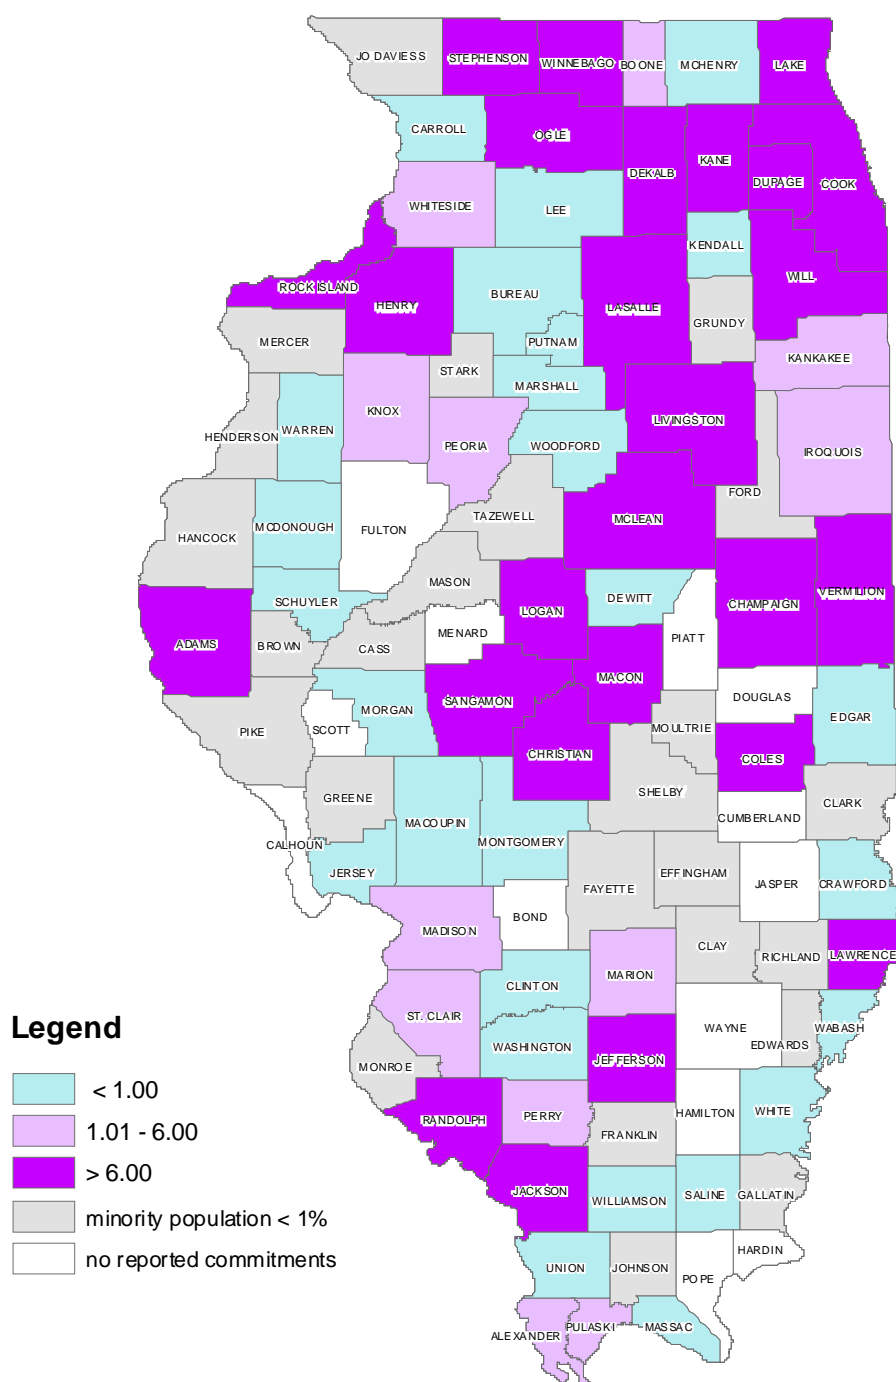 JO DAVIESS
STEPHENSON
WINNEBAGO
BOONE
MCHENRY
LAKE
CARROLL
OGLE
DEKALB
KANE
DUPAGE
COOK
WHITESIDE
LEE
KENDALL
WILL
ROCK ISLAND
HENRY
BUREAU
LASALLE
GRUNDY
MERCER
PUTNAM
KANKAKEE
STARK
MARSHALL
KNOX
LIVINGSTON
HENDERSON
WARREN
PEORIA
WOODFORD
IROQUOIS
FORD
MCDONOUGH
FULTON
TAZEWELL
MCLEAN
HANCOCK
MASON
SCHUYLER
LOGAN
DEWITT
CHAMPAIGN
VERMILION
ADAMS
BROWN
CASS
MENARD
PIATT
MACON
DOUGLAS
SANGAMON
MORGAN
EDGAR
PIKE
SCOTT
MOULTRIE
CHRISTIAN
COLES
SHELBY
GREENE
CLARK
MACOUPIN
CUMBERLAND
CALHOUN
MONTGOMERY
JERSEY
EFFINGHAM
FAYETTE
JASPER
CRAWFORD
BOND
MADISON
CLAY
RICHLAND
LAWRENCE
MARION
CLINTON
ST. CLAIR
WAYNE
WABASH
EDWARDS
WASHINGTON
JEFFERSON
MONROE
RANDOLPH
PERRY
HAMILTON
WHITE
FRANKLIN
JACKSON
WILLIAMSON
SALINE
GALLATIN
HARDIN
UNION
JOHNSON
POPE
ALEXANDER
PULASKI
MASSAC
Legend
< 1.00
1.01 - 6.00
> 6.00
minority population < 1%
no reported commitments